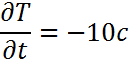 ∂T/∂t = −10c